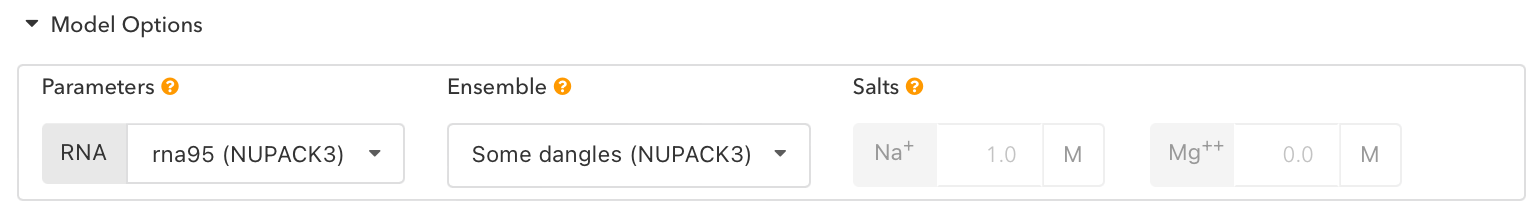 Model Options
Parameters ? Ensemble ? Salts ?
RNA rna95 (NUPACK3) Some dangles (NUPACK3) Na+ 1.0 M Mg++ 0.0 M